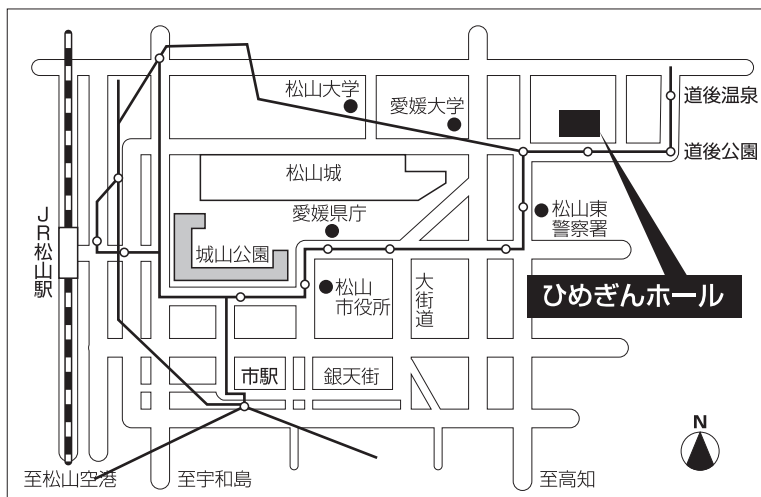 松山大学
愛媛大学
道後温泉
道後公園
松山城
愛媛県庁
松山東
警察署
JR松山駅
城山公園
松山
市役所
大街道
ひめぎんホール
市駅
銀天街
N
至松山空港
至宇和島
至高知